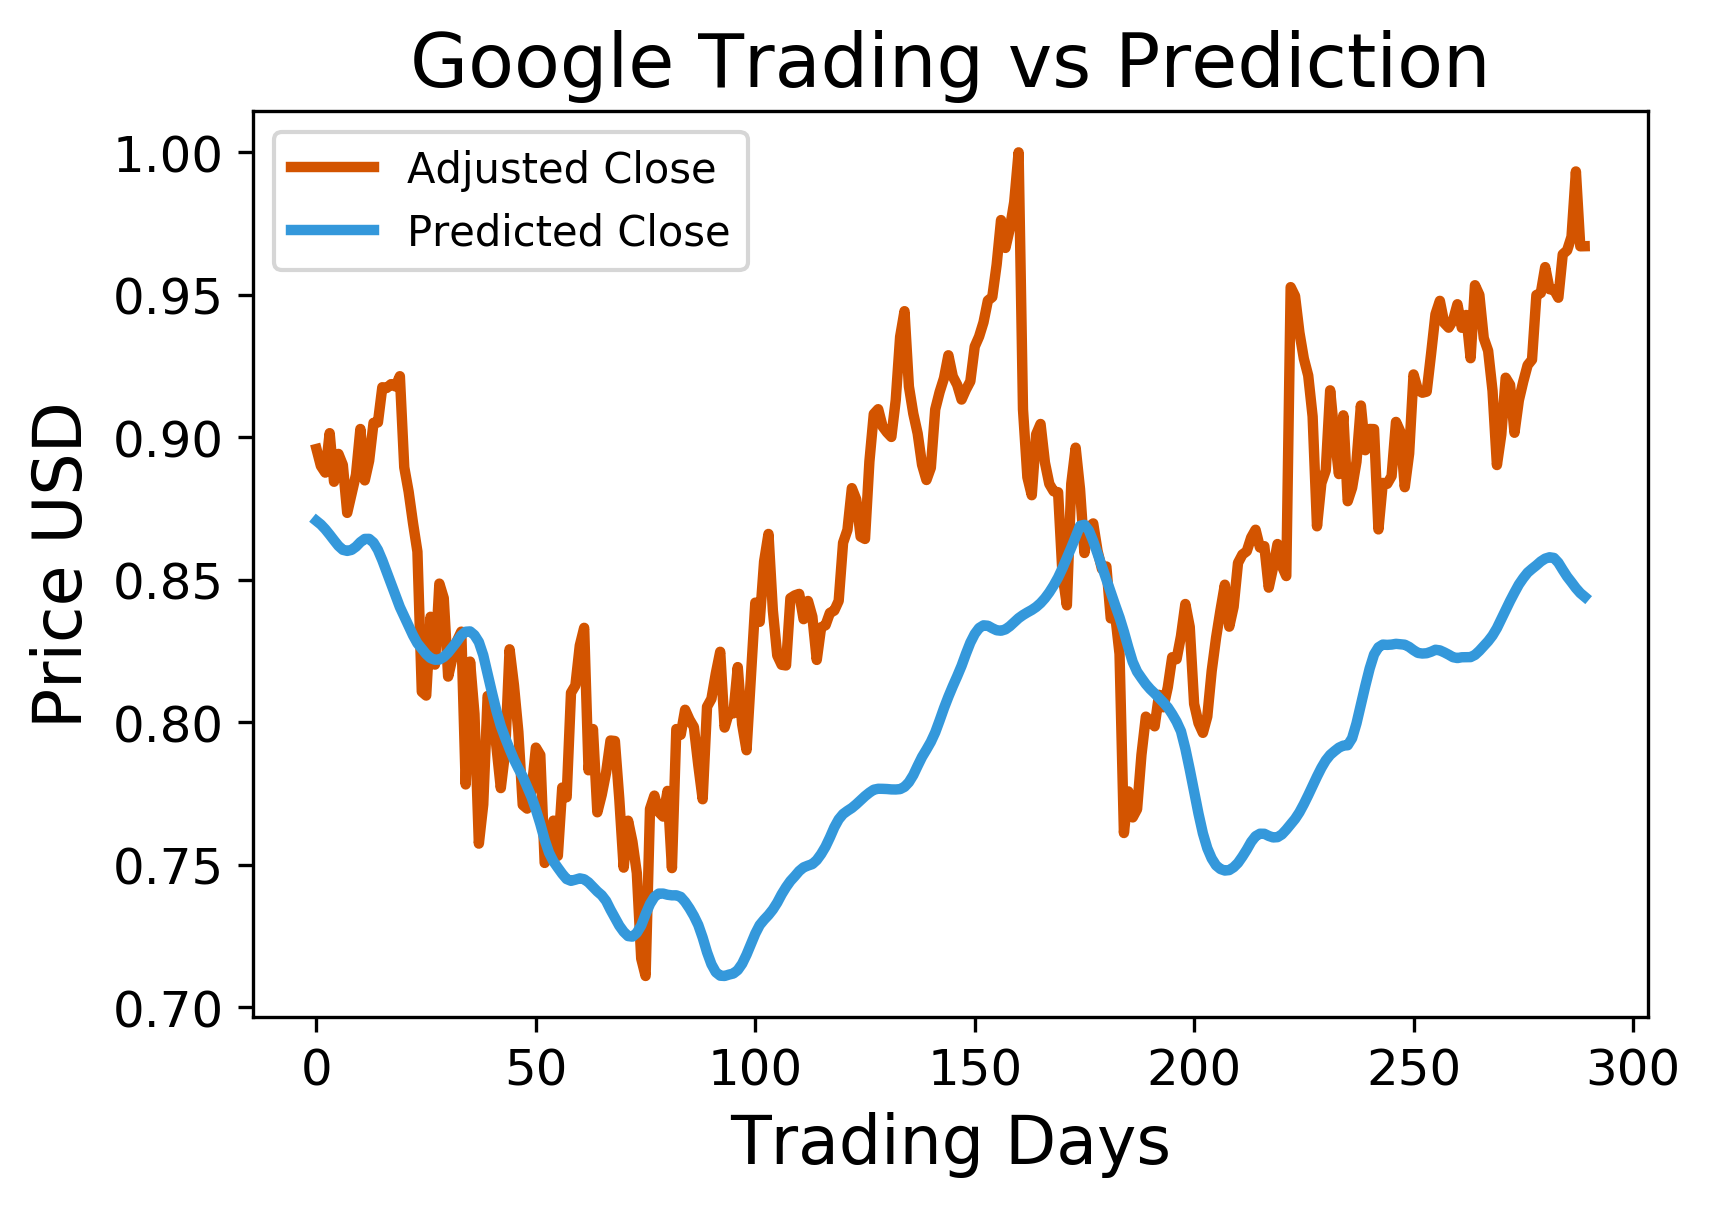 Google Trading vs Prediction
Adjusted Close
Predicted Close
1.00
0.95
0.90
0.85
0.80
0.75
0.70
Price USD
0 50 100 150 200 250 300
Trading Days